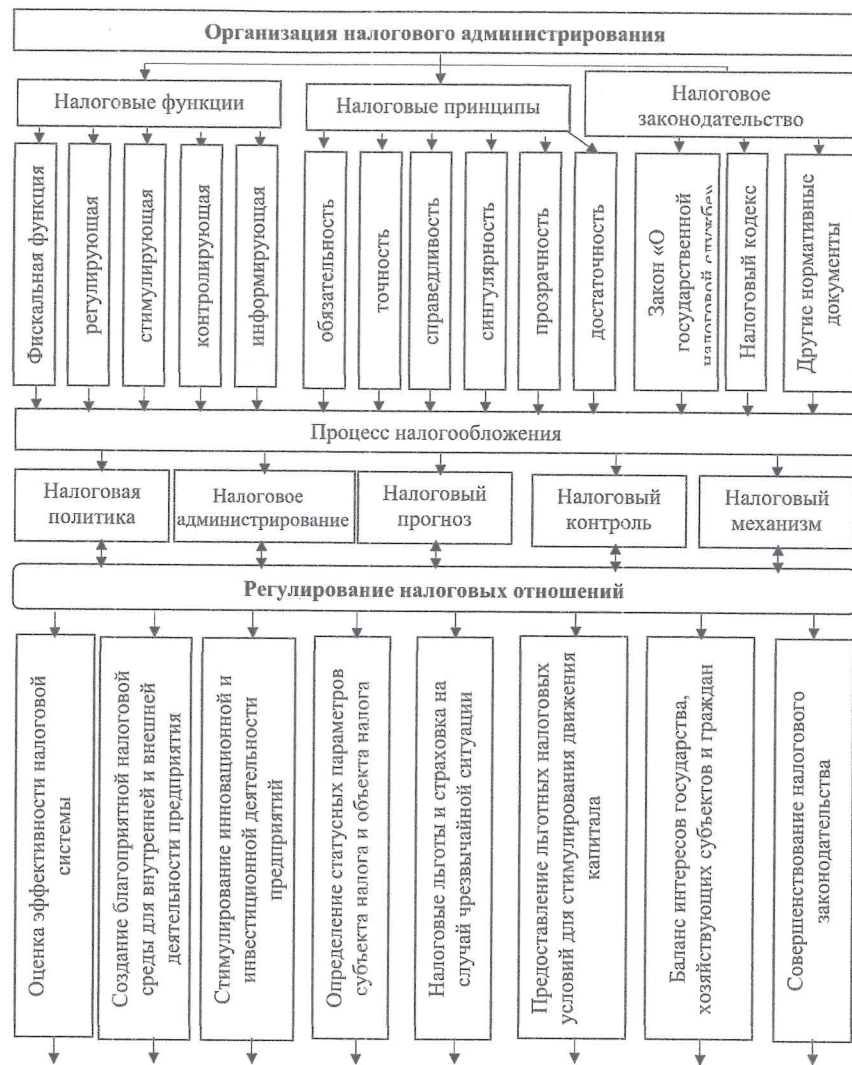 Организация налогового администрирования
Налоговые функции
Налоговые принципы
Налоговое
законодательство
Фискальная функция
регулирующая
стимулирующая
контролирующая
информирующая
обязательность
точность
справедливость
сингулярность
прозрачность
достаточность
Закон «О
государственной
налоговой службе»
Налоговый кодекс
Другие нормативные
документы
Процесс налогообложения
Налоговая
политика
Налоговое
администрирование
Налоговый
прогноз
Налоговый
контроль
Налоговый
механизм
Регулирование налоговых отношений
Оценка эффективности налоговой
системы
Создание благоприятной налоговой
среды для внутренней и внешней
деятельности предприятия
Стимулирование инновационной и
инвестиционной деятельности
предприятий
Определение статусных параметров
субъекта налога и объекта налога
Налоговые льготы и страховка на
случай чрезвычайной ситуации
Предоставление льготных налоговых
условий для стимулирования движения
капитала
Баланс интересов государства,
хозяйствующих субъектов и граждан
Совершенствование налогового
законодательства